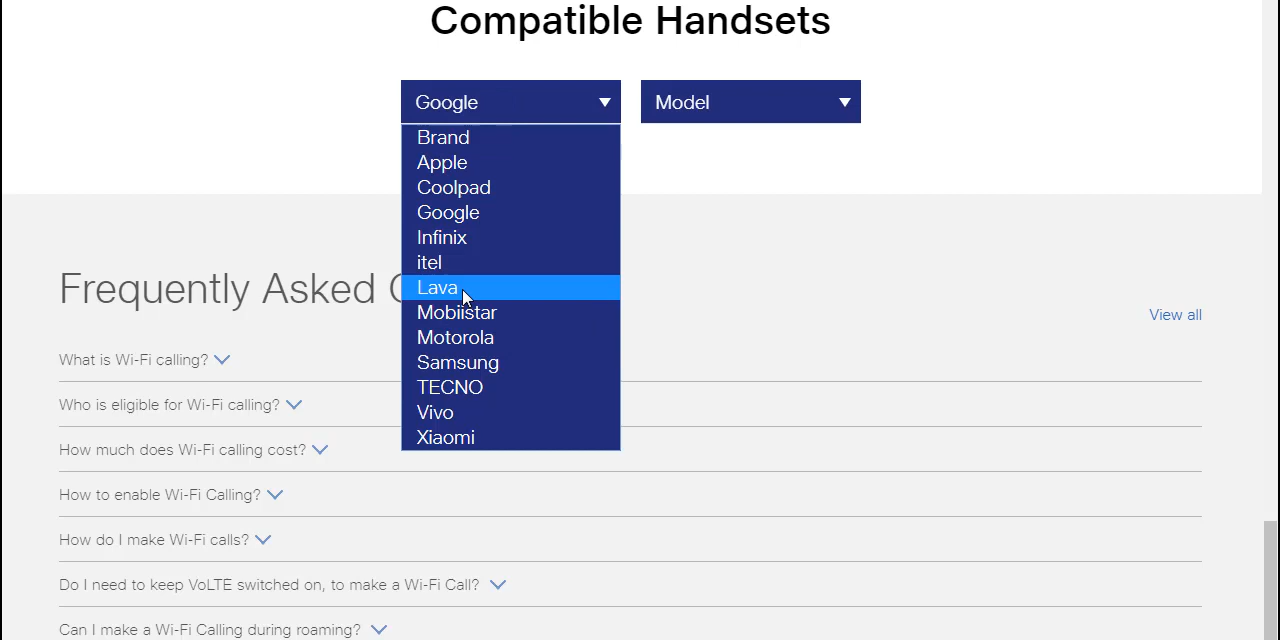 Compatible Handsets
Google
Model
Brand
Apple
Coolpad
Google
Infinix
itel
Lava
Mobiistar
Motorola
Samsung
TECNO
Vivo
Xiaomi
Frequently Asked
View all
What is Wi-Fi calling?
Who is eligible for Wi-Fi calling?
How much does Wi-Fi calling cost?
How to enable Wi-Fi Calling?
How do I make Wi-Fi calls?
Do I need to keep VoLTE switched on, to make a Wi-Fi Call?
Can I make a Wi-Fi Calling during roaming?